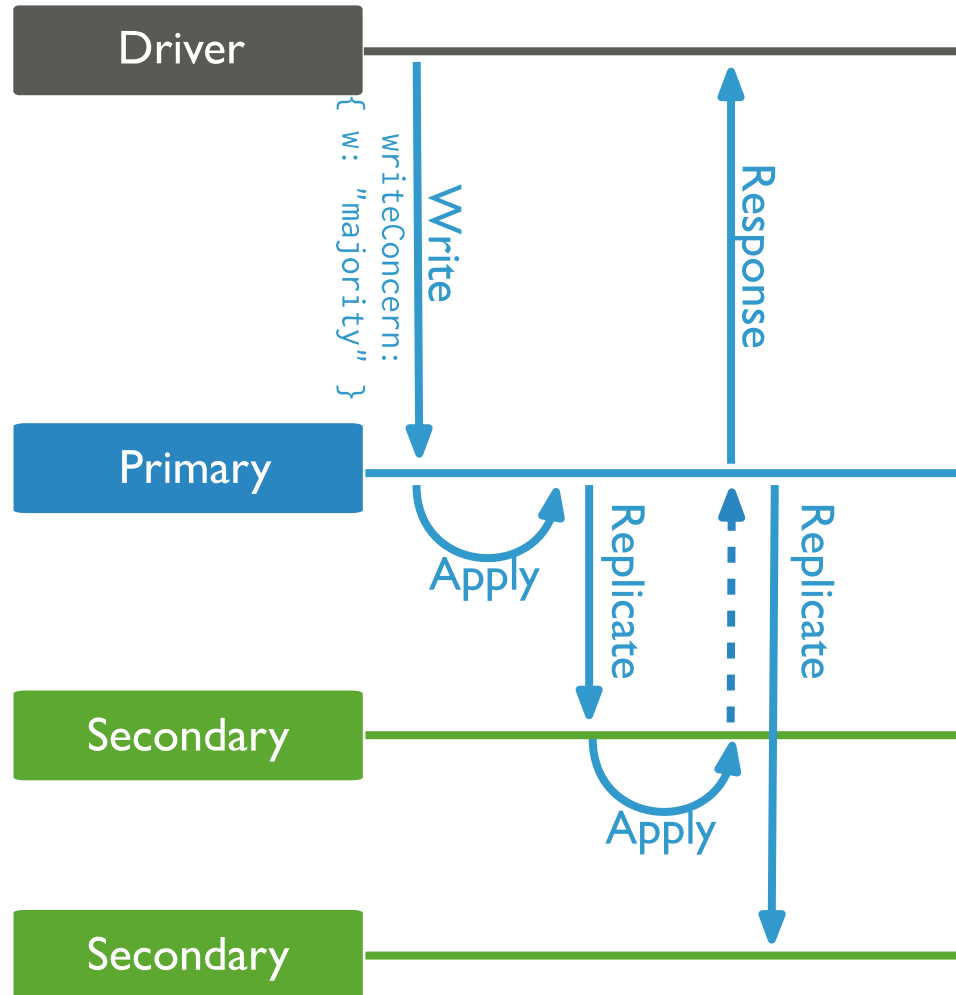 Driver
writeConcern:
{ w: "majority" }
Write
Response
Primary
Apply
Replicate
Replicate
Secondary
Apply
Secondary